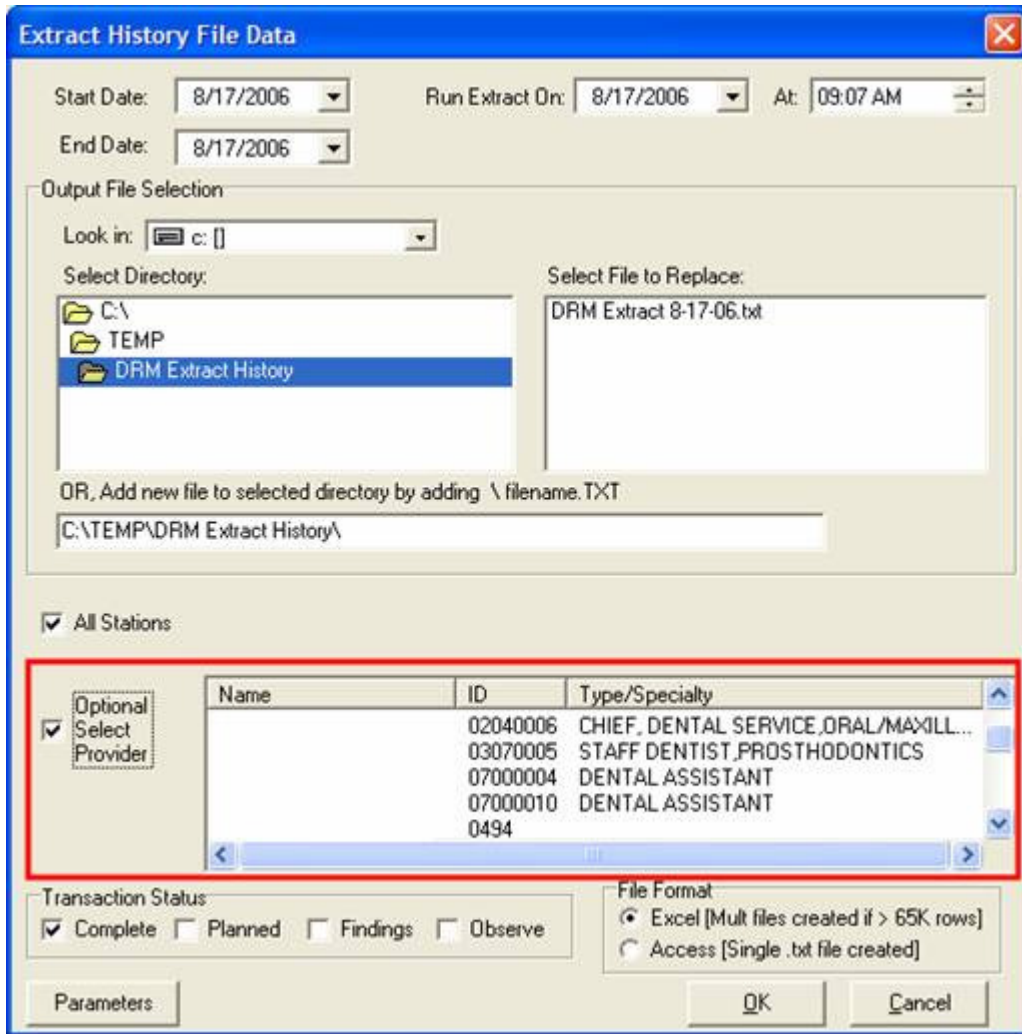 Extract History File Data
Start Date: 8/17/2006 Run Extract On: 8/17/2006 At: 09:07 AM
End Date: 8/17/2006
Output File Selection
Look in: c: []
Select Directory: Select File to Replace:
C:\ DRM Extract 8-17-06.txt
TEMP
DRM Extract History
OR, Add new file to selected directory by adding \ filename.TXT
C:\TEMP\DRM Extract History\
All Stations
Optional Select Provider
Name ID Type/Specialty
02040006 CHIEF, DENTAL SERVICE,ORAL/MAXILL...
03070005 STAFF DENTIST,PROSTHODONTICS
07000004 DENTAL ASSISTANT
07000010 DENTAL ASSISTANT
0494
Transaction Status File Format
Complete Planned Findings Observe Excel [Mult files created if > 65K rows]
Access [Single .txt file created]
Parameters OK Cancel